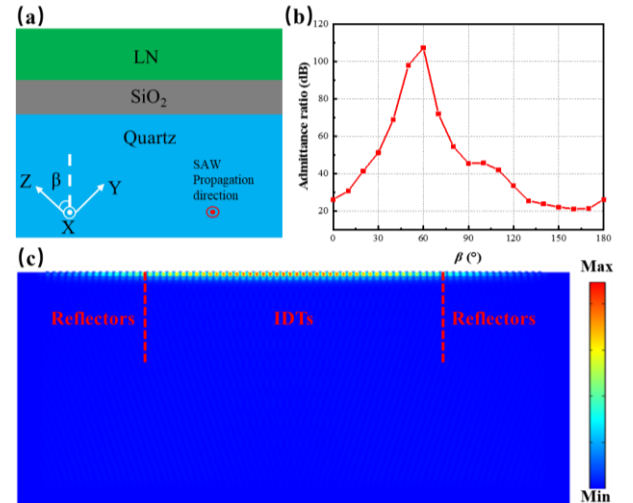 (a)
LN
SiO₂
Quartz
Z
β
Y
X
SAW
Propagation
direction
(b)
Admittance ratio (dB)
120
100
80
60
40
20
0
30
60
90
120
150
180
β (°)
(c)
Reflectors
IDTs
Reflectors
Max
Min